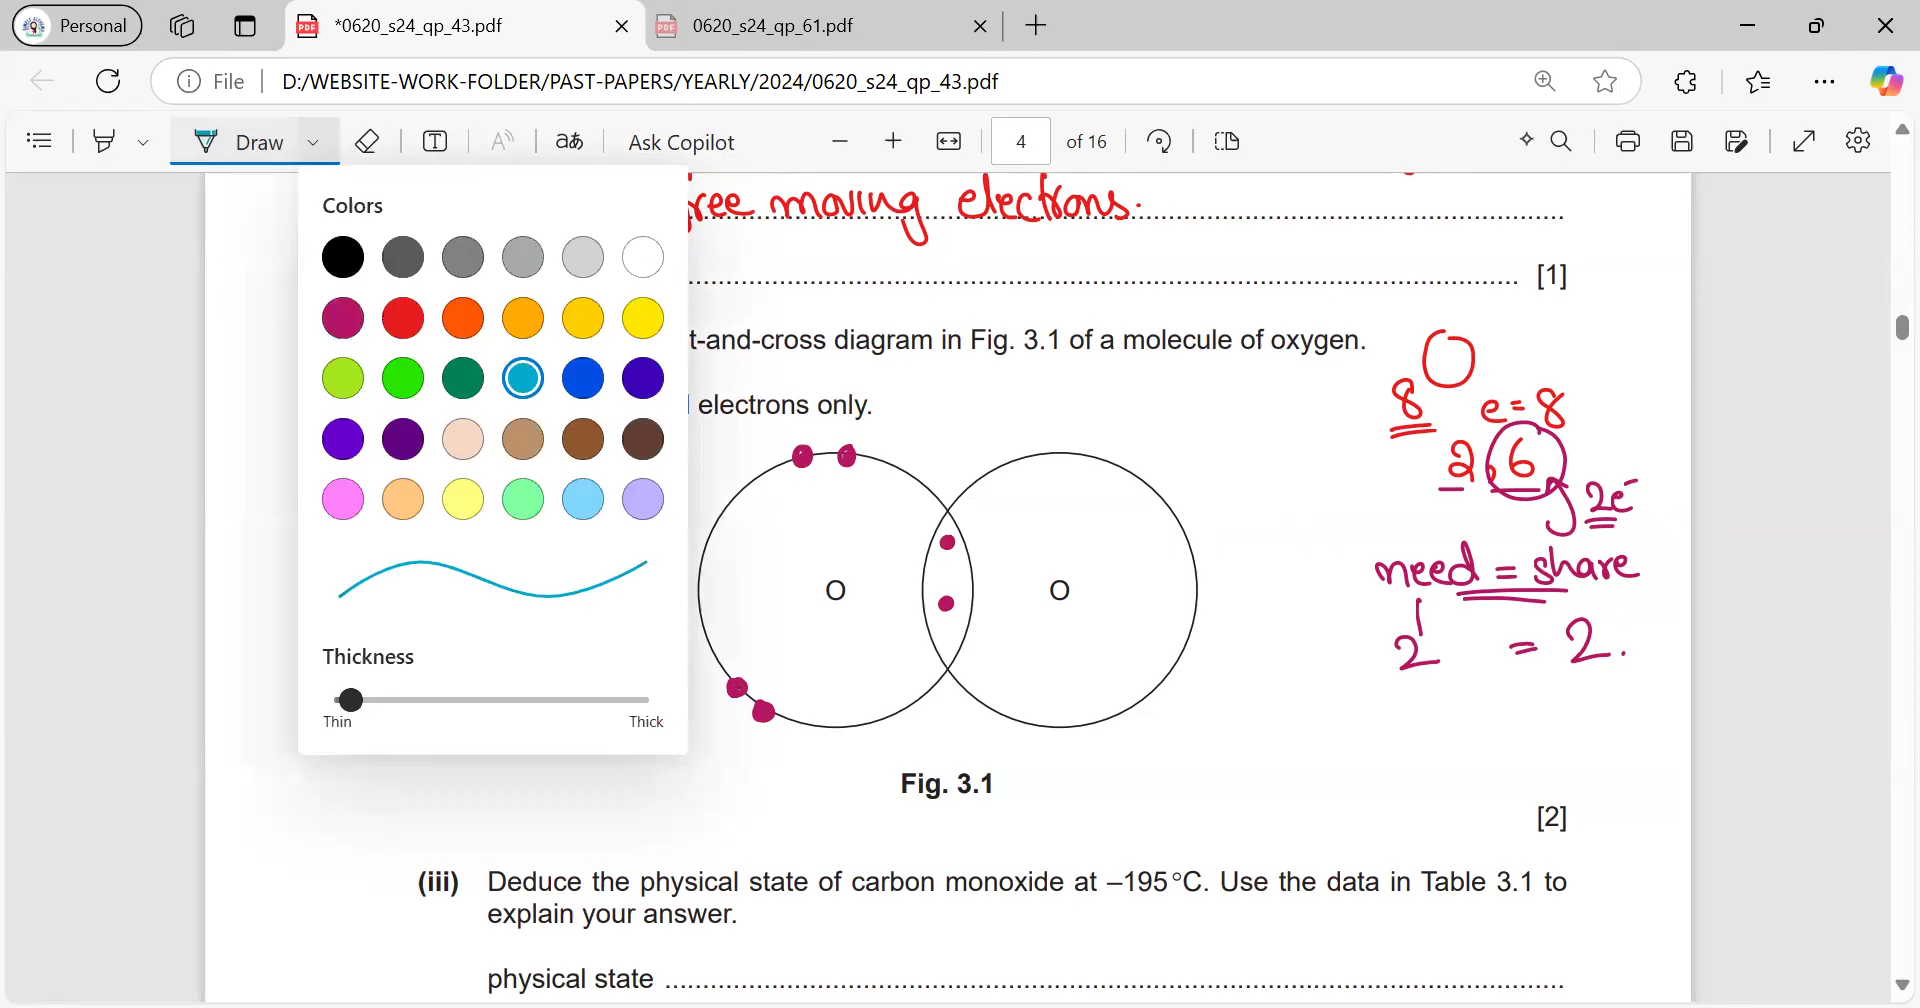 Personal
*0620_s24_qp_43.pdf
0620_s24_qp_61.pdf
File
D:/WEBSITE-WORK-FOLDER/PAST-PAPERS/YEARLY/2024/0620_s24_qp_43.pdf
Draw
T
A
aあ
Ask Copilot
4 of 16
Colors
Thickness
Thin Thick
ree moving electrons.
[1]
t-and-cross diagram in Fig. 3.1 of a molecule of oxygen.
electrons only.
O
8 e = 8
2,6
2e⁻
need = share
2 = 2.
O O
Fig. 3.1
[2]
(iii) Deduce the physical state of carbon monoxide at –195 °C. Use the data in Table 3.1 to
explain your answer.
physical state